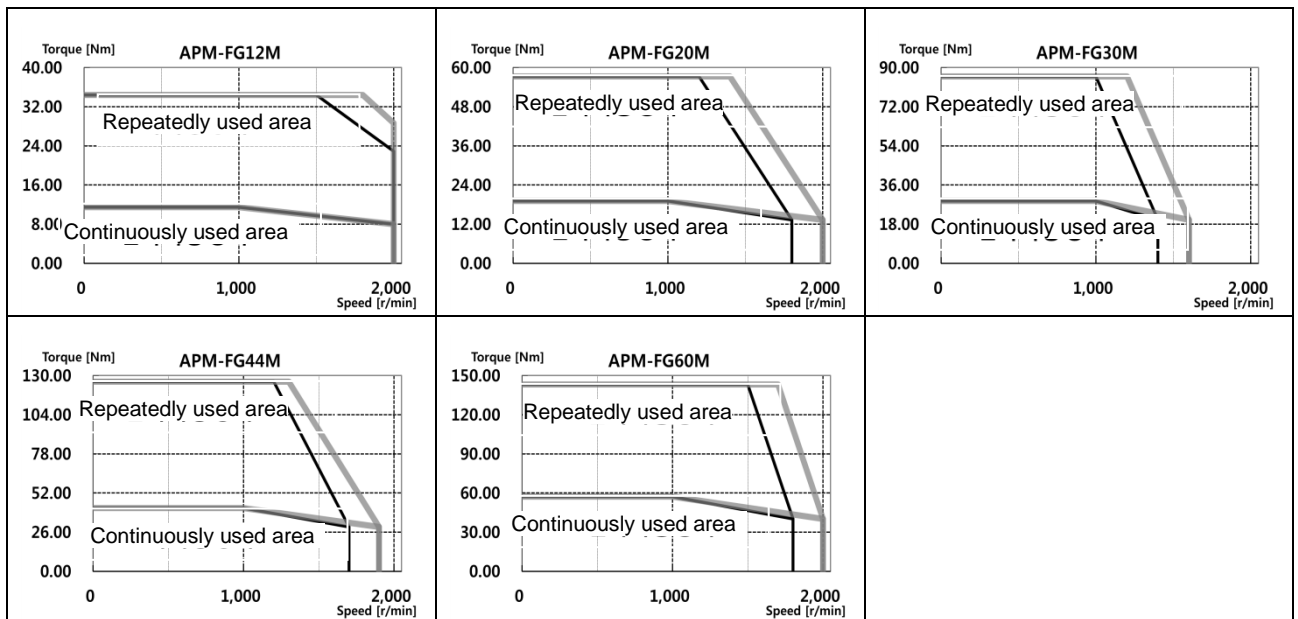 Torque [Nm] APM-FG12M
40.00
32.00
Repeatedly used area
24.00
16.00
8.00
Continuously used area
0.00
0 1,000 2,000
Speed [r/min]
Torque [Nm] APM-FG20M
60.00
48.00
Repeatedly used area
36.00
24.00
12.00
Continuously used area
0.00
0 1,000 2,000
Speed [r/min]
Torque [Nm] APM-FG30M
90.00
72.00
Repeatedly used area
54.00
36.00
18.00
Continuously used area
0.00
0 1,000 2,000
Speed [r/min]
Torque [Nm] APM-FG44M
130.00
104.00
Repeatedly used area
78.00
52.00
26.00
Continuously used area
0.00
0 1,000 2,000
Speed [r/min]
Torque [Nm] APM-FG60M
150.00
120.00
Repeatedly used area
90.00
60.00
30.00
Continuously used area
0.00
0 1,000 2,000
Speed [r/min]